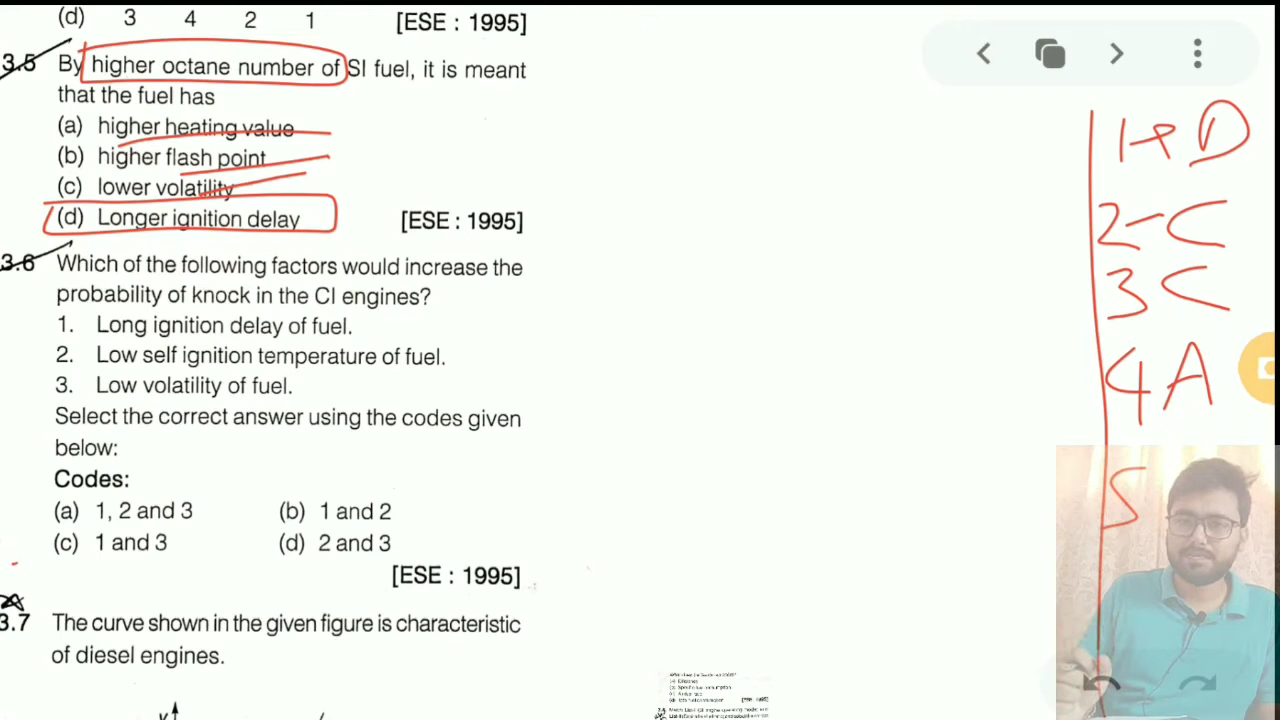 (d) 3 4 2 1 [ESE : 1995]
3.5 By higher octane number of SI fuel, it is meant
that the fuel has
(a) higher heating value
(b) higher flash point
(c) lower volatility
(d) Longer ignition delay [ESE : 1995]
3.6 Which of the following factors would increase the
probability of knock in the CI engines?
1. Long ignition delay of fuel.
2. Low self ignition temperature of fuel.
3. Low volatility of fuel.
Select the correct answer using the codes given
below:
Codes:
(a) 1, 2 and 3 (b) 1 and 2
(c) 1 and 3 (d) 2 and 3
[ESE : 1995]
3.7 The curve shown in the given figure is characteristic
of diesel engines.
D
2-C
3 C
4 A
5